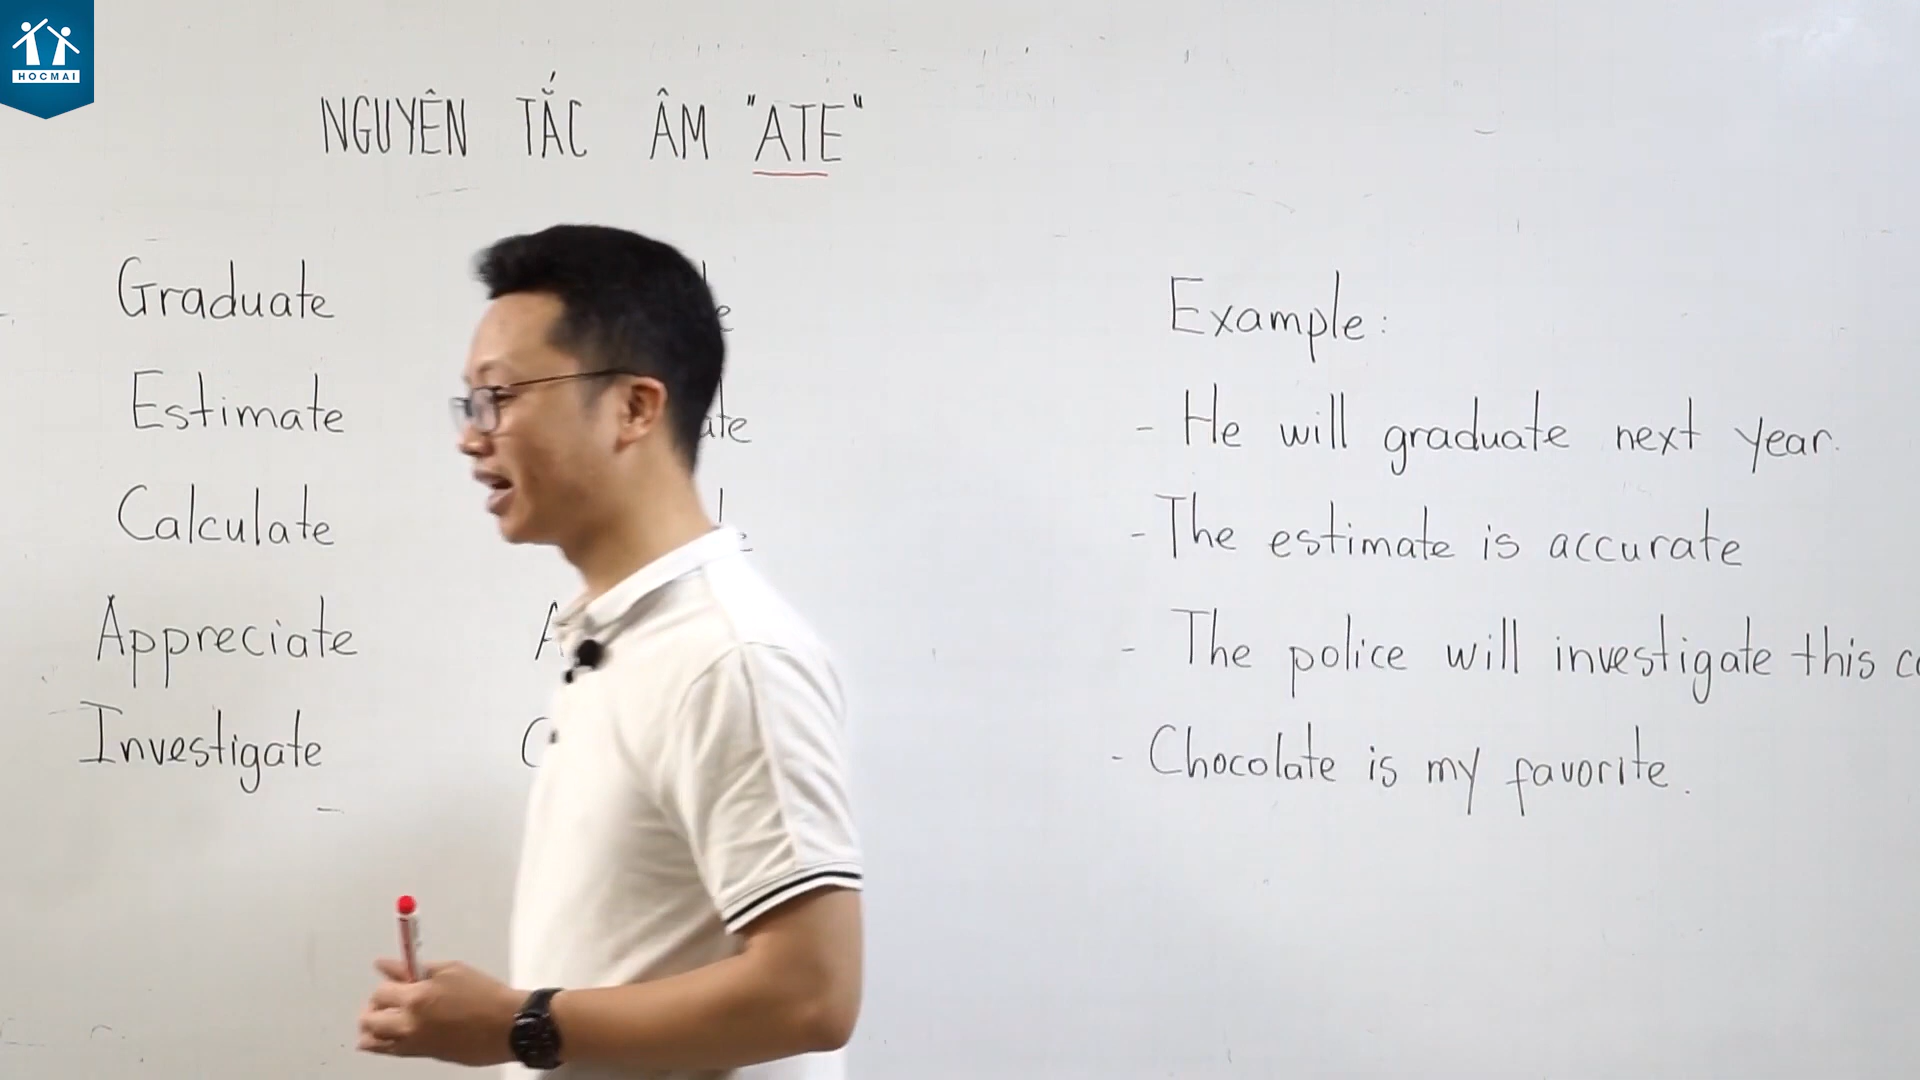 HOCMAI
NGUYÊN TẮC ÂM "ATE"
Graduate
Estimate
Calculate
Appreciate
Investigate
Example:
- He will graduate next year.
- The estimate is accurate
- The police will investigate this
- Chocolate is my favorite.